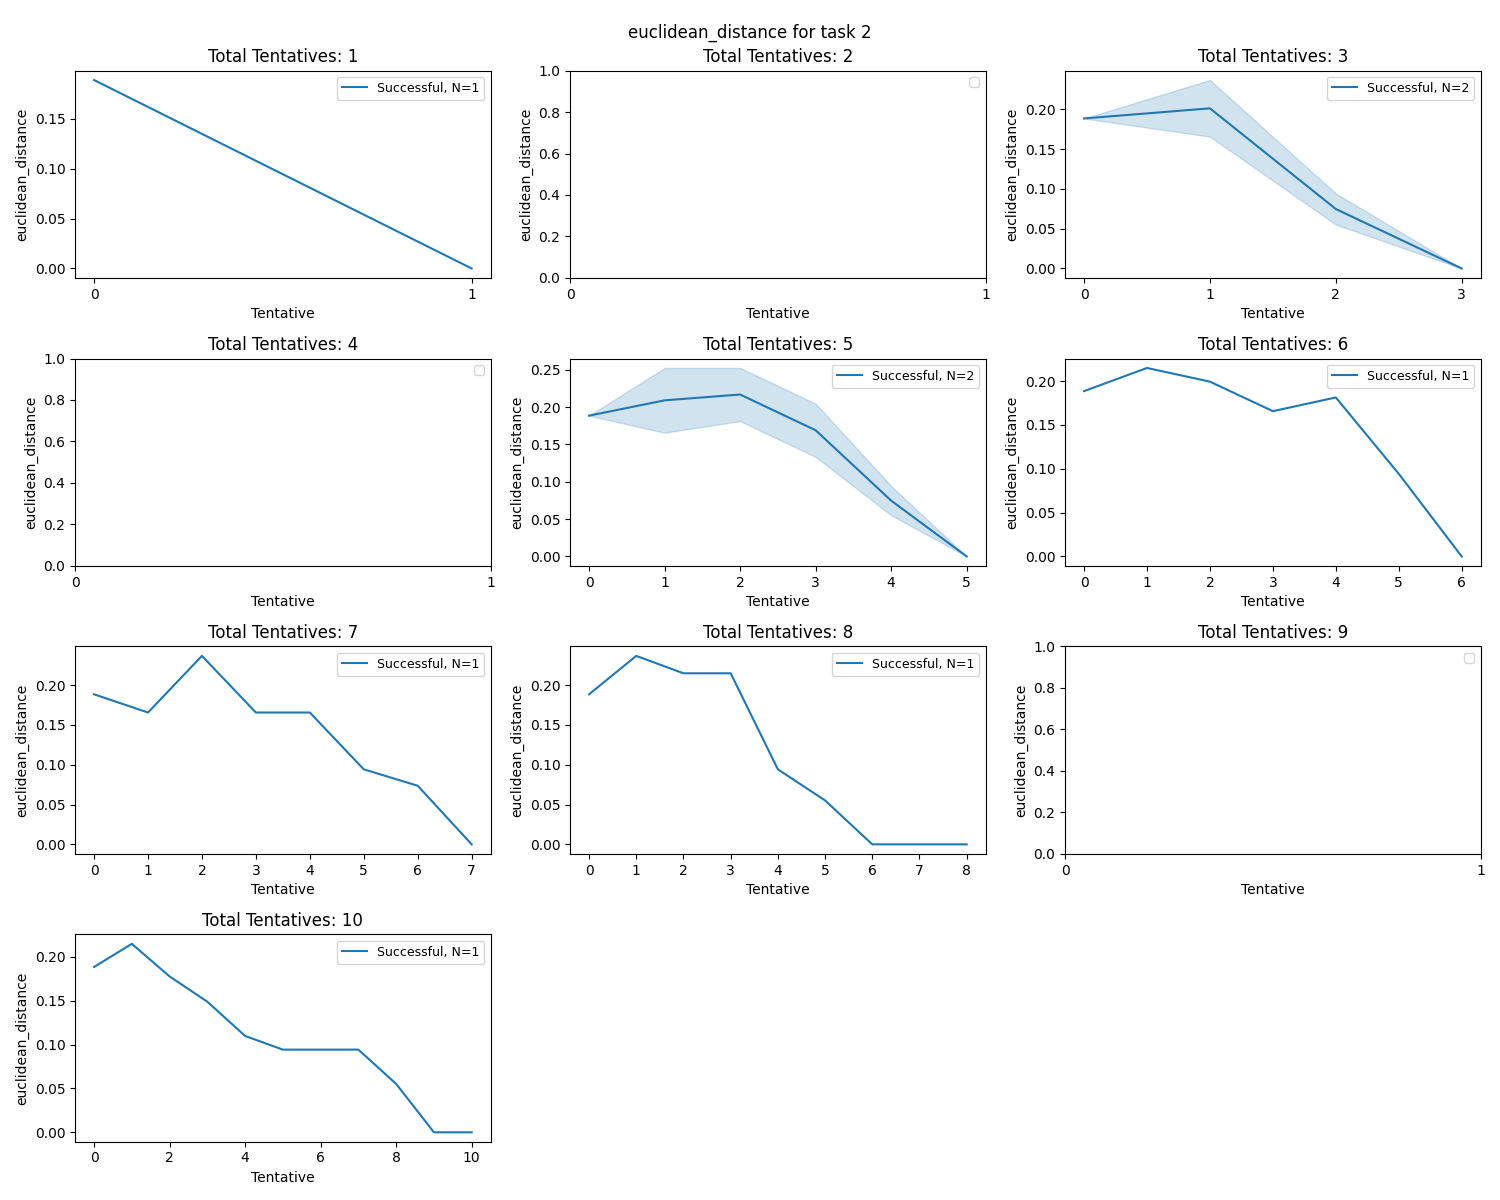 euclidean_distance for task 2
Total Tentatives: 1
Successful, N=1
euclidean_distance
0.15
0.10
0.05
0.00
0 1
Tentative
Total Tentatives: 2
euclidean_distance
1.0
0.8
0.6
0.4
0.2
0.0
0 1
Tentative
Total Tentatives: 3
Successful, N=2
euclidean_distance
0.20
0.15
0.10
0.05
0.00
0 1 2 3
Tentative
Total Tentatives: 4
euclidean_distance
1.0
0.8
0.6
0.4
0.2
0.0
0 1
Tentative
Total Tentatives: 5
Successful, N=2
euclidean_distance
0.25
0.20
0.15
0.10
0.05
0.00
0 1 2 3 4 5
Tentative
Total Tentatives: 6
Successful, N=1
euclidean_distance
0.20
0.15
0.10
0.05
0.00
0 1 2 3 4 5 6
Tentative
Total Tentatives: 7
Successful, N=1
euclidean_distance
0.20
0.15
0.10
0.05
0.00
0 1 2 3 4 5 6 7
Tentative
Total Tentatives: 8
Successful, N=1
euclidean_distance
0.20
0.15
0.10
0.05
0.00
0 1 2 3 4 5 6 7 8
Tentative
Total Tentatives: 9
euclidean_distance
1.0
0.8
0.6
0.4
0.2
0.0
0 1
Tentative
Total Tentatives: 10
Successful, N=1
euclidean_distance
0.20
0.15
0.10
0.05
0.00
0 2 4 6 8 10
Tentative